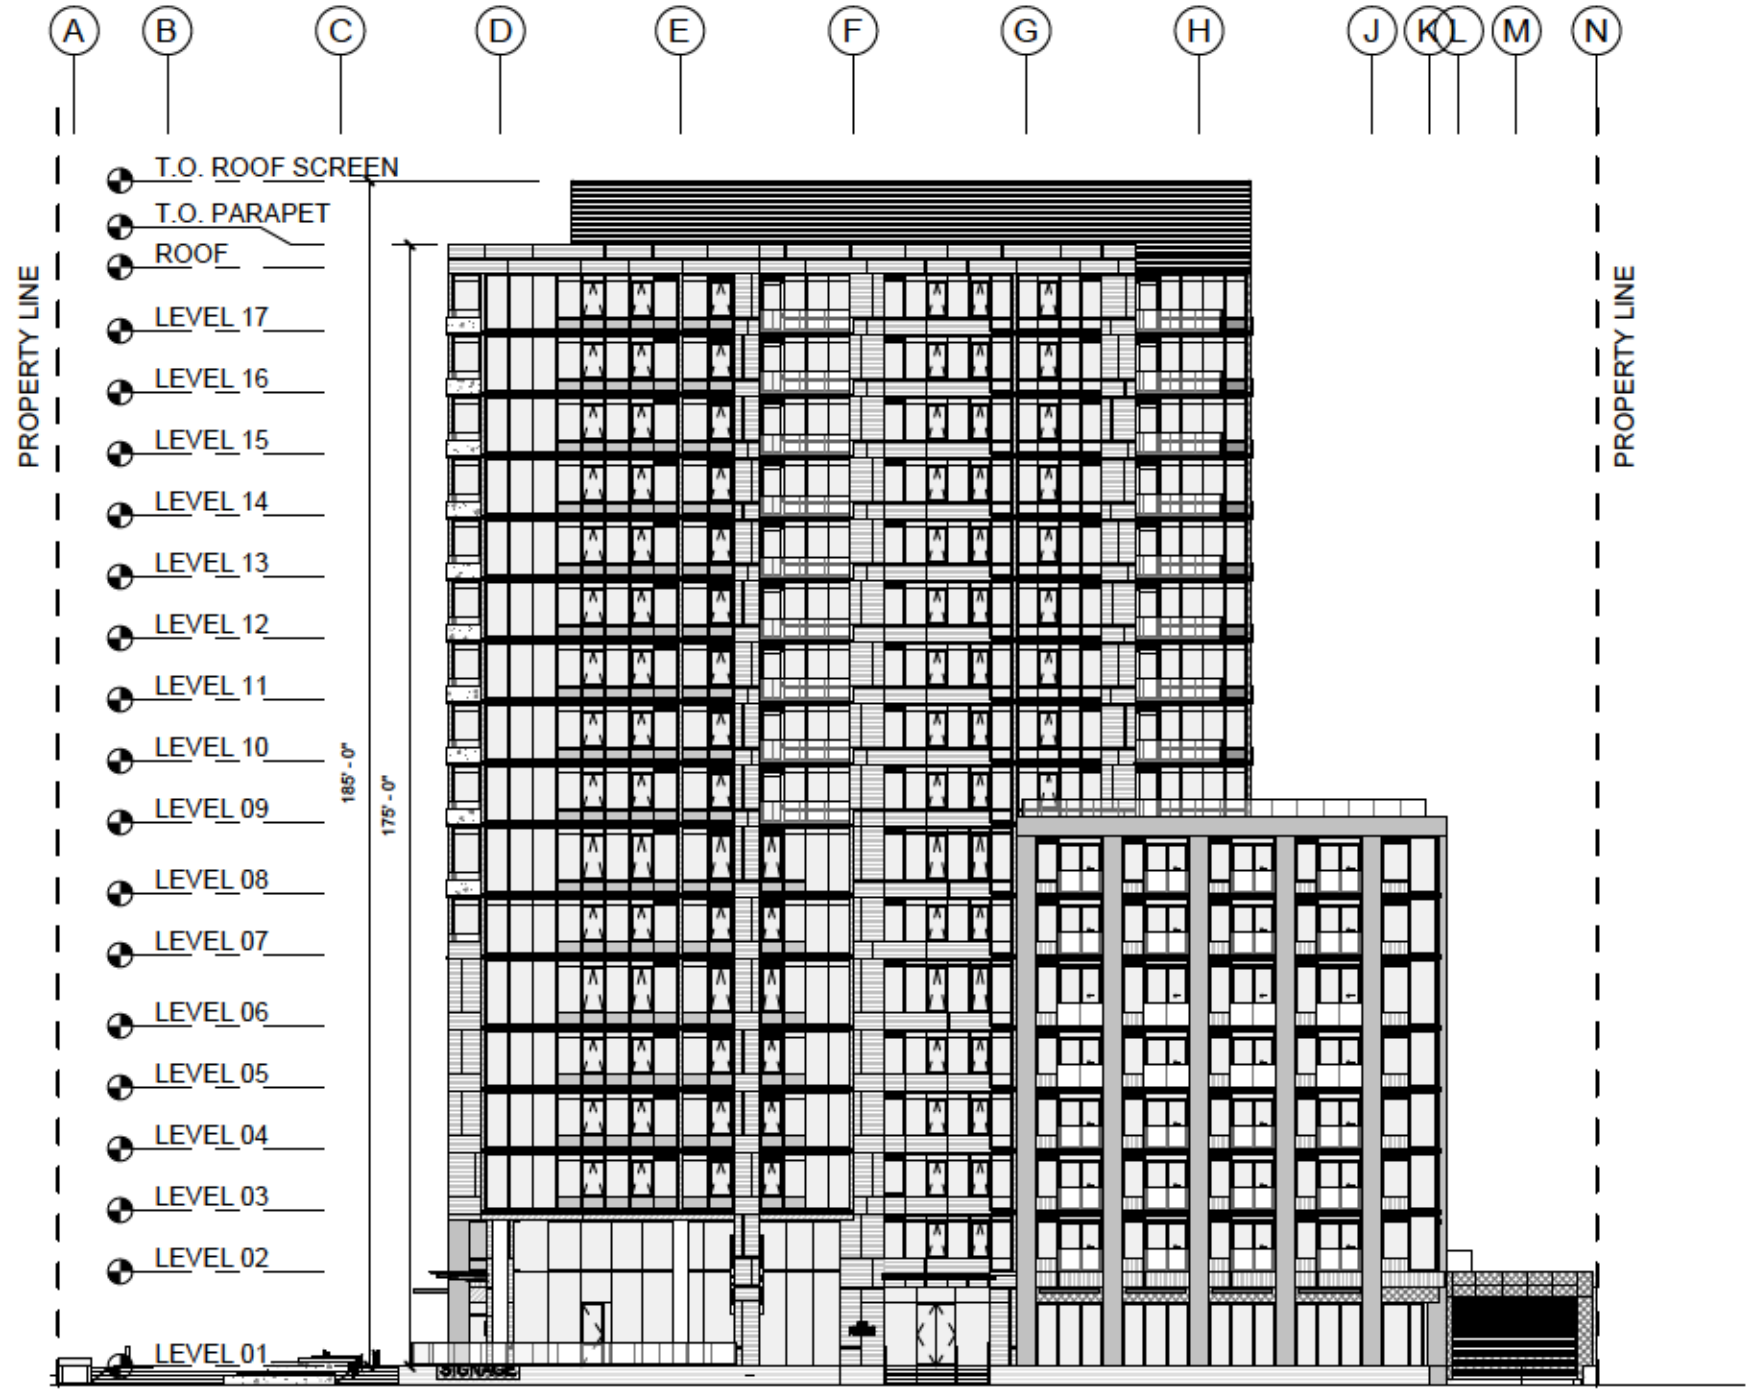 A B C D E F G H J K L M N
T.O. ROOF SCREEN
T.O. PARAPET
ROOF
PROPERTY LINE
PROPERTY LINE
LEVEL 17
LEVEL 16
LEVEL 15
LEVEL 14
LEVEL 13
LEVEL 12
LEVEL 11
LEVEL 10
185' - 0"
175' - 0"
LEVEL 09
LEVEL 08
LEVEL 07
LEVEL 06
LEVEL 05
LEVEL 04
LEVEL 03
LEVEL 02
LEVEL 01
SIGNAGE